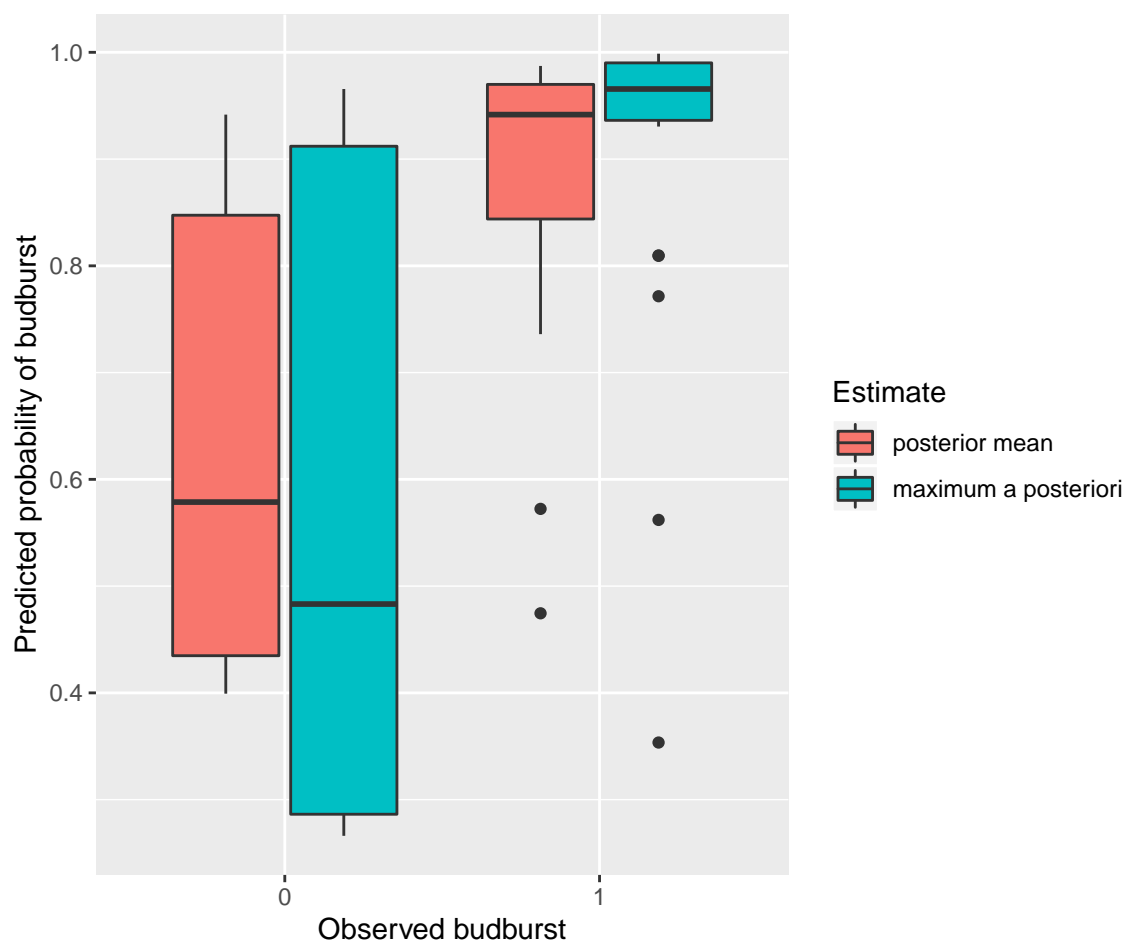 Predicted probability of budburst
1.0
0.8
0.6
0.4
0
1
Observed budburst
Estimate
posterior mean
maximum a posteriori